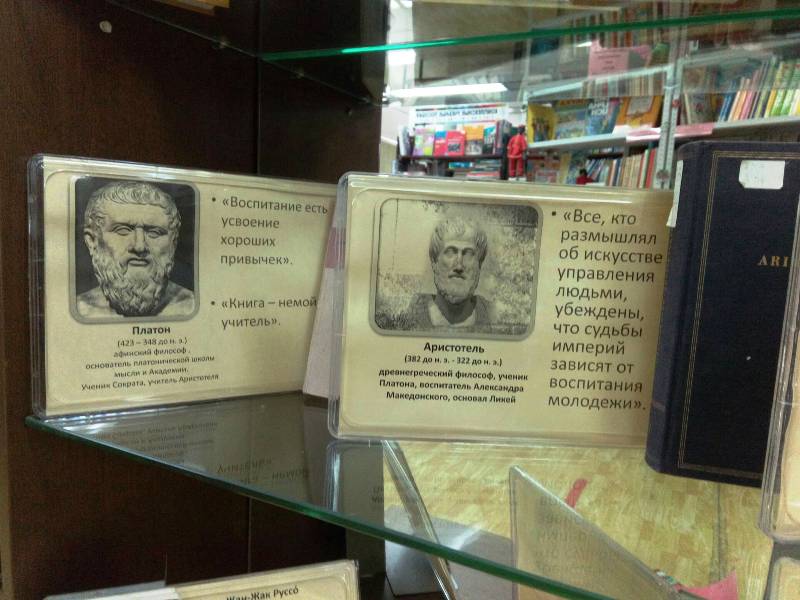 • «Воспитание есть
усвоение
хороших
привычек».
• «Книга – немой
учитель».
Платон
(423 – 348 до н. э.)
афинский философ ,
основатель платонической школы
мысли и Академии.
Ученик Сократа, учитель Аристотеля
• «Все, кто
размышлял
об искусстве
управления
людьми,
убеждены,
что судьбы
империй
зависят от
воспитания
молодежи».
Аристотель
(382 до н. э. - 322 до н. э.)
древнегреческий философ, ученик
Платона, воспитатель Александра
Македонского, основал Ликей
ARI
Жан-Жак Руссо́